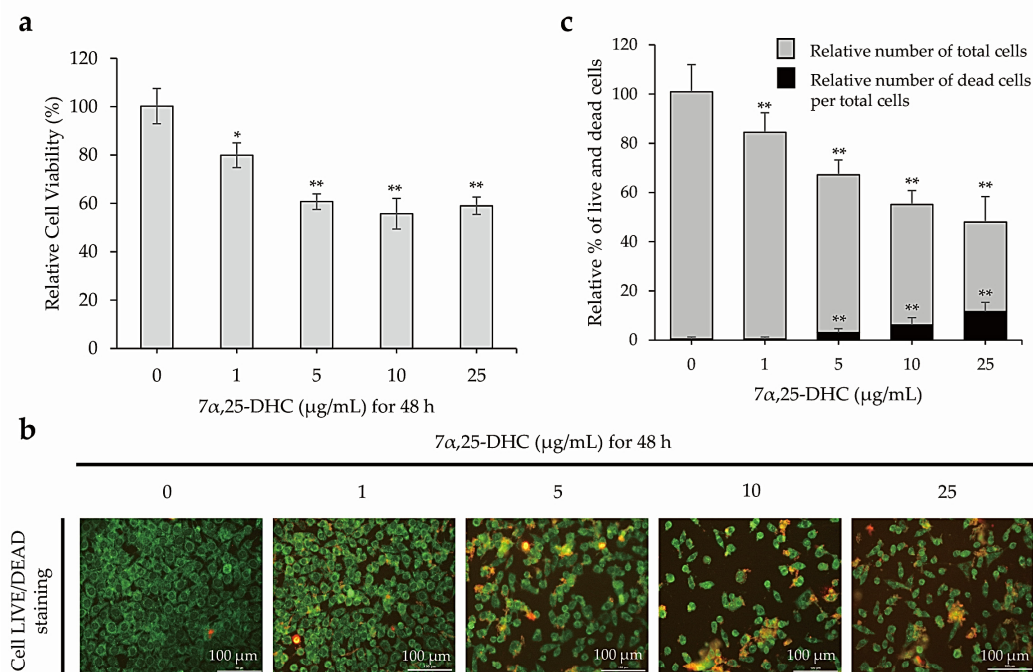 a
Relative Cell Viability (%)
120
100
80
60
40
20
0
*
**
**
**
0 1 5 10 25
7α,25-DHC (μg/mL) for 48 h
c
Relative % of live and dead cells
120
100
80
60
40
20
0
Relative number of total cells
Relative number of dead cells
per total cells
**
**
**
**
**
**
**
0 1 5 10 25
7α,25-DHC (μg/mL)
b
7α,25-DHC (μg/mL) for 48 h
0 1 5 10 25
Cell LIVE/DEAD
staining
100 μm 100 μm 100 μm 100 μm 100 μm